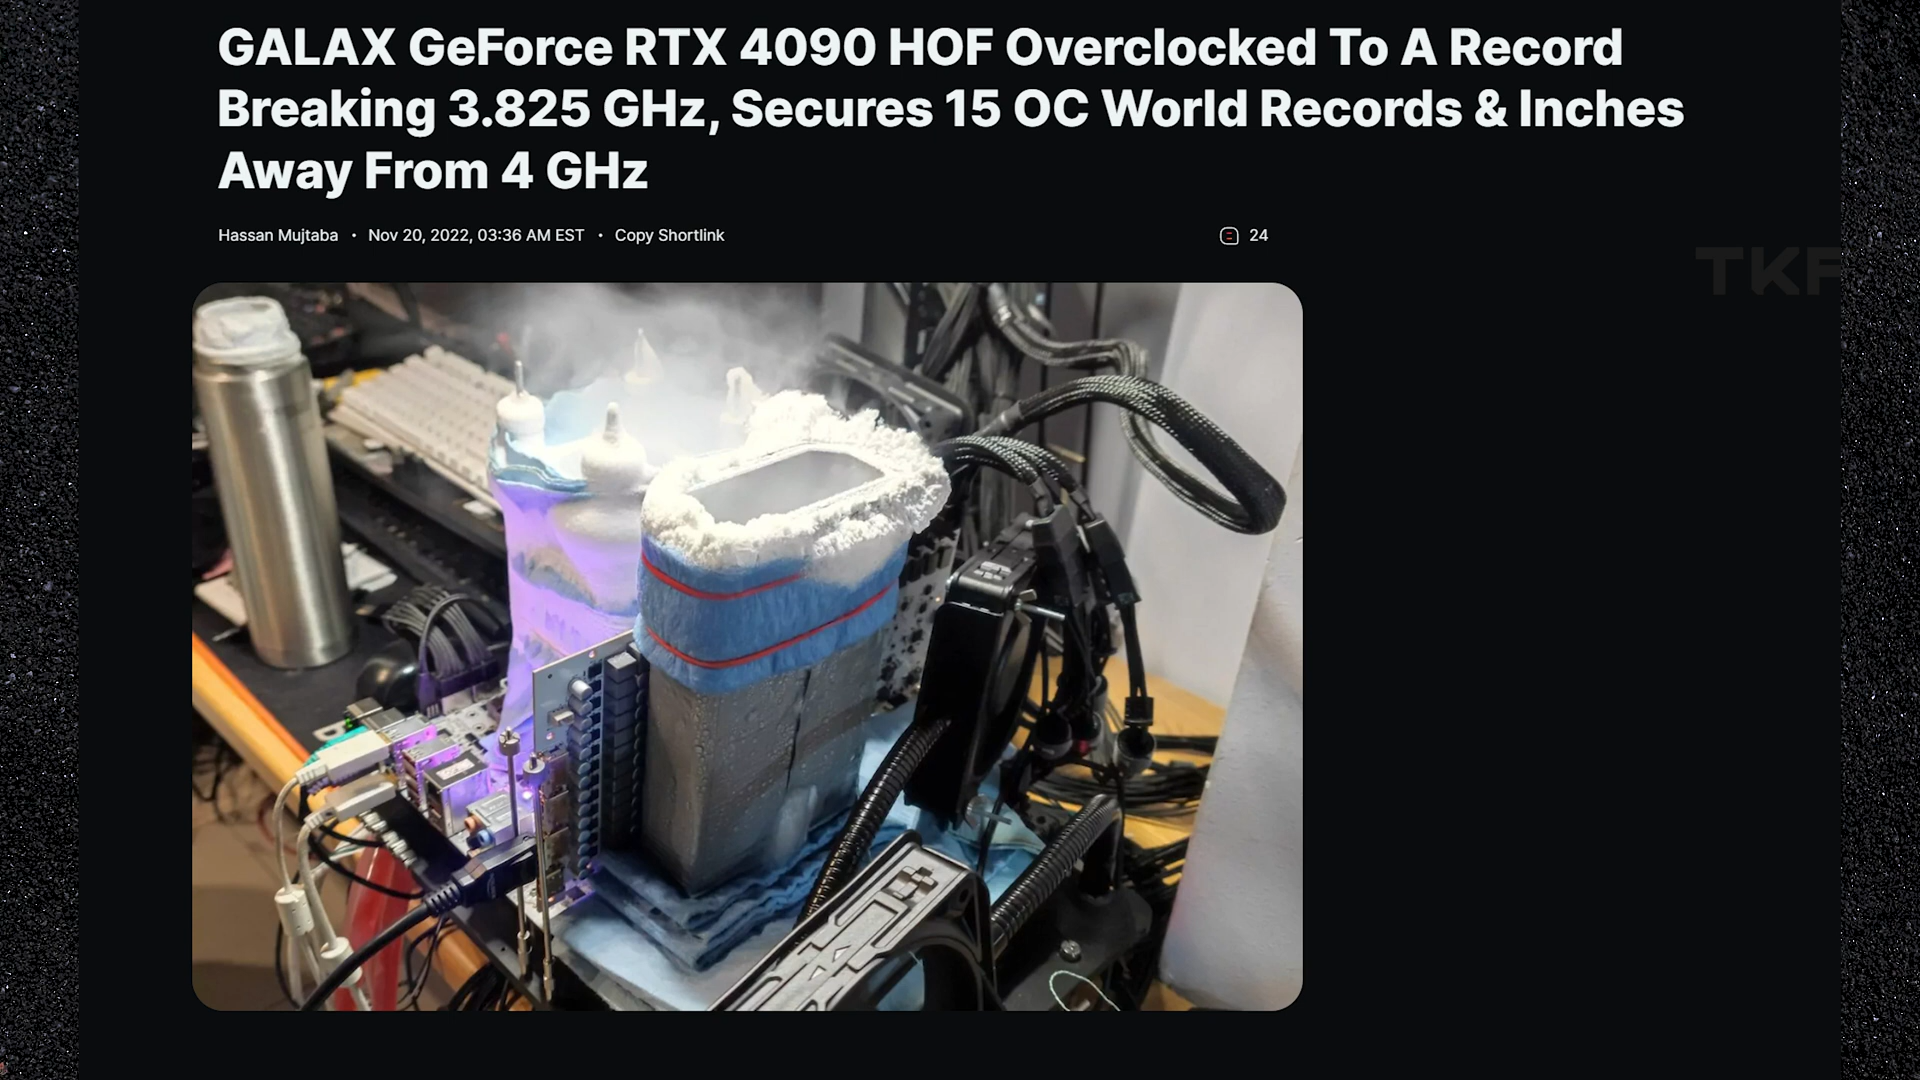 GALAX GeForce RTX 4090 HOF Overclocked To A Record
Breaking 3.825 GHz, Secures 15 OC World Records & Inches
Away From 4 GHz
Hassan Mujtaba • Nov 20, 2022, 03:36 AM EST • Copy Shortlink
24
TKF